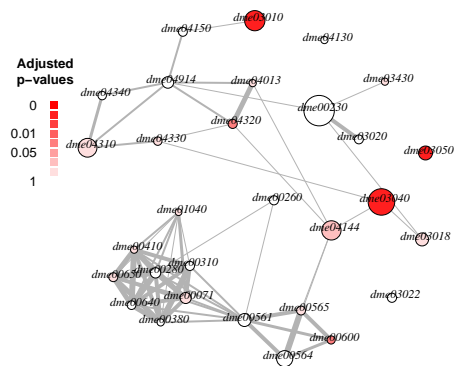 dme03010
dme04150
dme04130
Adjusted
p-values
dme04914
dme04013
dme03430
dme04340
dme00230
0
dme04320
0.01
dme04330
dme03020
dme04310
0.05
dme03050
1
dme00260
dme03040
dme01040
dme04144
dme03018
dme00410
dme00310
dme00280
dme00650
dme00071
dme03022
dme00640
dme00565
dme00380
dme00561
dme00600
dme00564